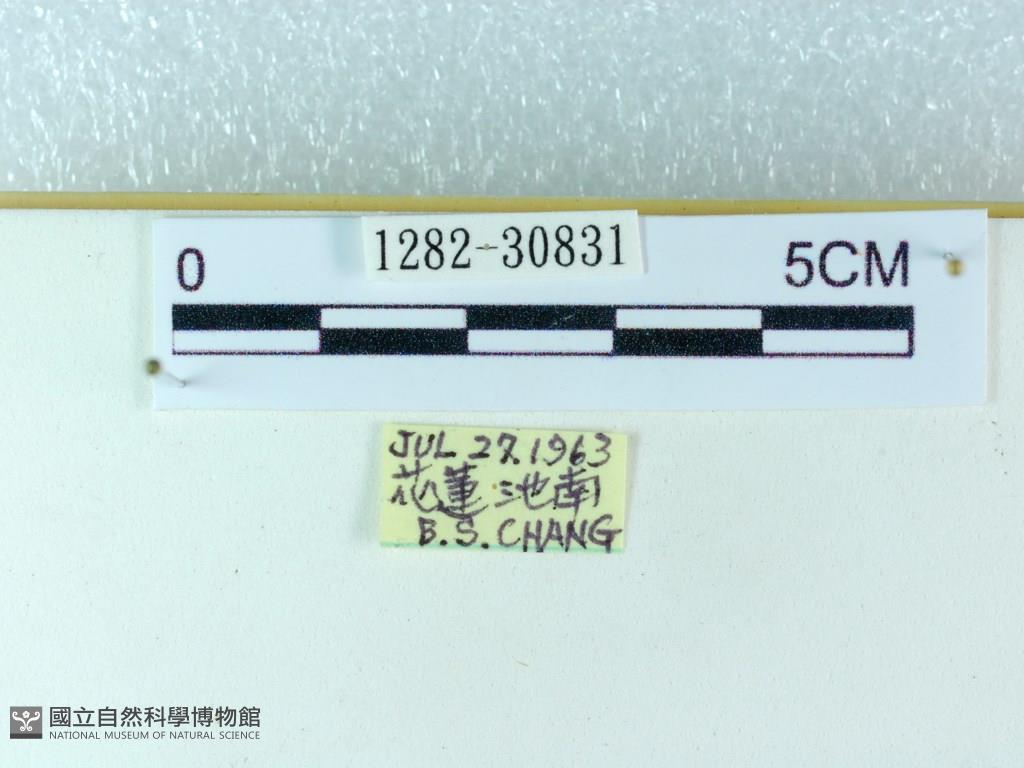 1282-30831
0 5CM
JUL 27.1963
花蓮池南
B.S.CHANG
國立自然科學博物館
NATIONAL MUSEUM OF NATURAL SCIENCE